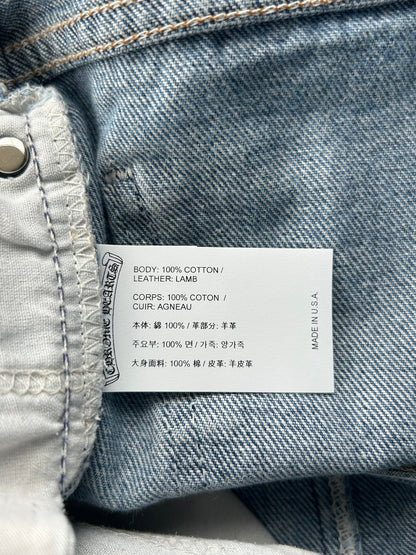 CHROME HEARTS
BODY: 100% COTTON /
LEATHER: LAMB
CORPS: 100% COTON /
CUIR: AGNEAU
本体: 綿 100% / 革部分: 羊革
주요부: 100% 면 / 가죽: 양가죽
大身面料: 100% 棉 / 皮革: 羊皮革
MADE IN U.S.A.